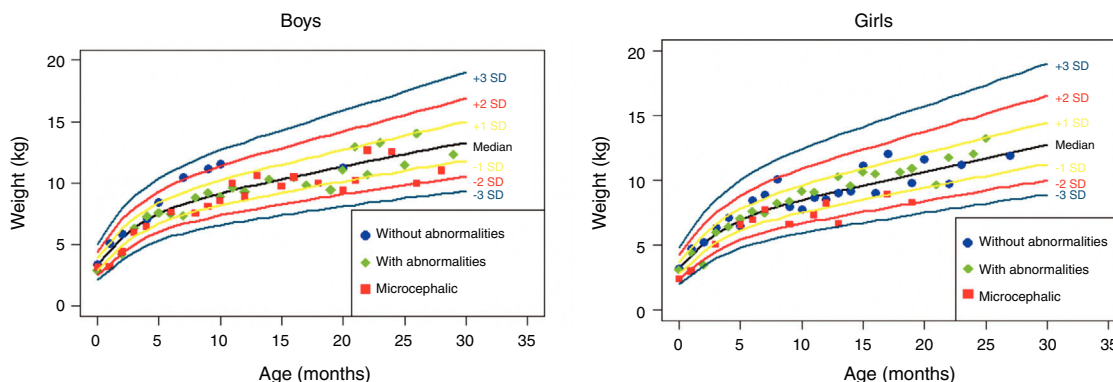 Boys
Weight (kg)
20
15
10
5
0
0 5 10 15 20 25 30 35
Age (months)
+3 SD
+2 SD
+1 SD
Median
-1 SD
-2 SD
-3 SD
Without abnormalities
With abnormalities
Microcephalic
Girls
Weight (kg)
20
15
10
5
0
0 5 10 15 20 25 30 35
Age (months)
+3 SD
+2 SD
+1 SD
Median
-1 SD
-2 SD
-3 SD
Without abnormalities
With abnormalities
Microcephalic